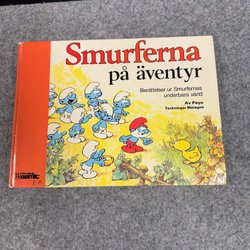 Smurferna
på äventyr
Berättelser ur Smurfernas
underbara värld
Av Peyo
Teckningar Matagne